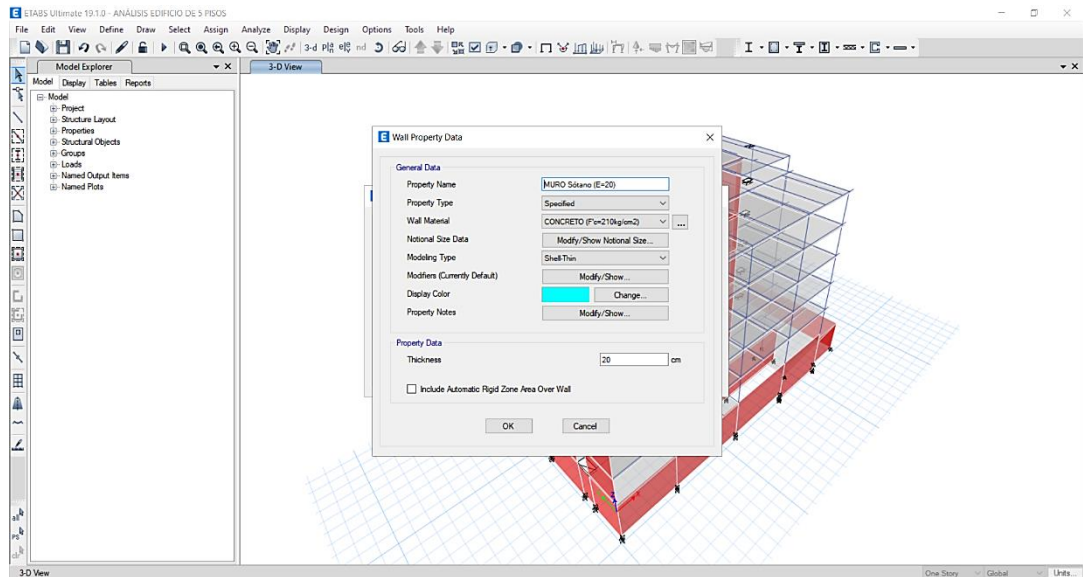 ETABS Ultimate 19.1.0 - ANÁLISIS EDIFICIO DE 5 PISOS
File Edit View Define Draw Select Assign Analyze Display Design Options Tools Help
3-d
nd
Model Explorer
3-D View
Model Display Tables Reports
Model
Project
Structure Layout
Properties
Structural Objects
Groups
Loads
Named Output Items
Named Plots
Wall Property Data
General Data
Property Name MURO Sótano (E=20)
Property Type Specified
Wall Material CONCRETO (F'c=210kg/cm2) ...
Notional Size Data Modify/Show Notional Size...
Modeling Type Shell-Thin
Modifiers (Currently Default) Modify/Show...
Display Color Change...
Property Notes Modify/Show...
Property Data
Thickness 20 cm
Include Automatic Rigid Zone Area Over Wall
OK Cancel
all
ps
clr
3-D View One Story Global Units...